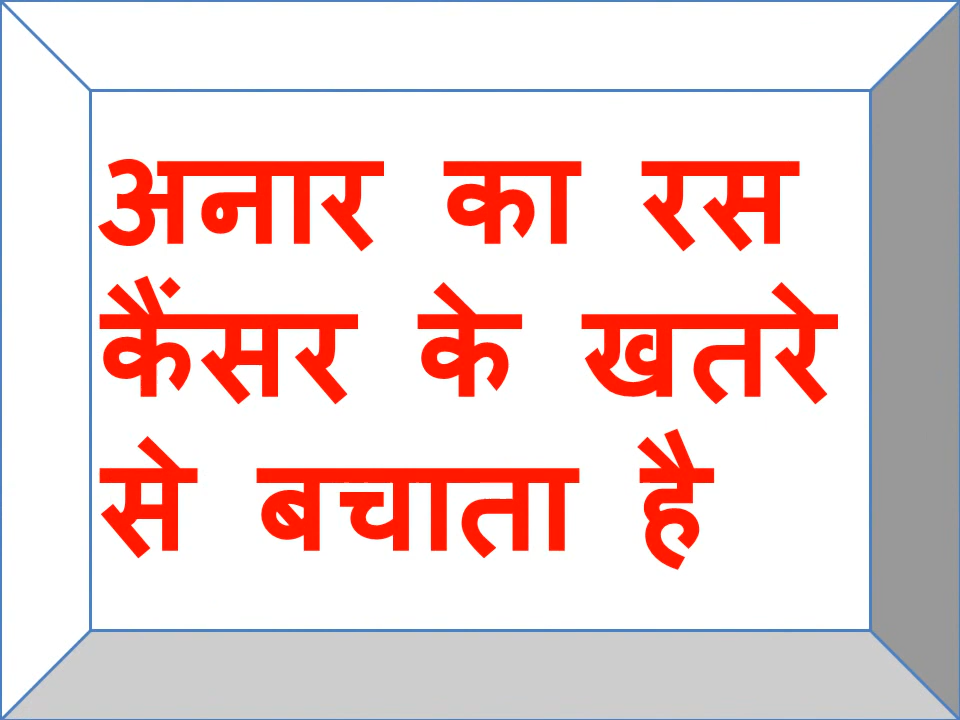 अनार का रस
कैंसर के खतरे
से बचाता है